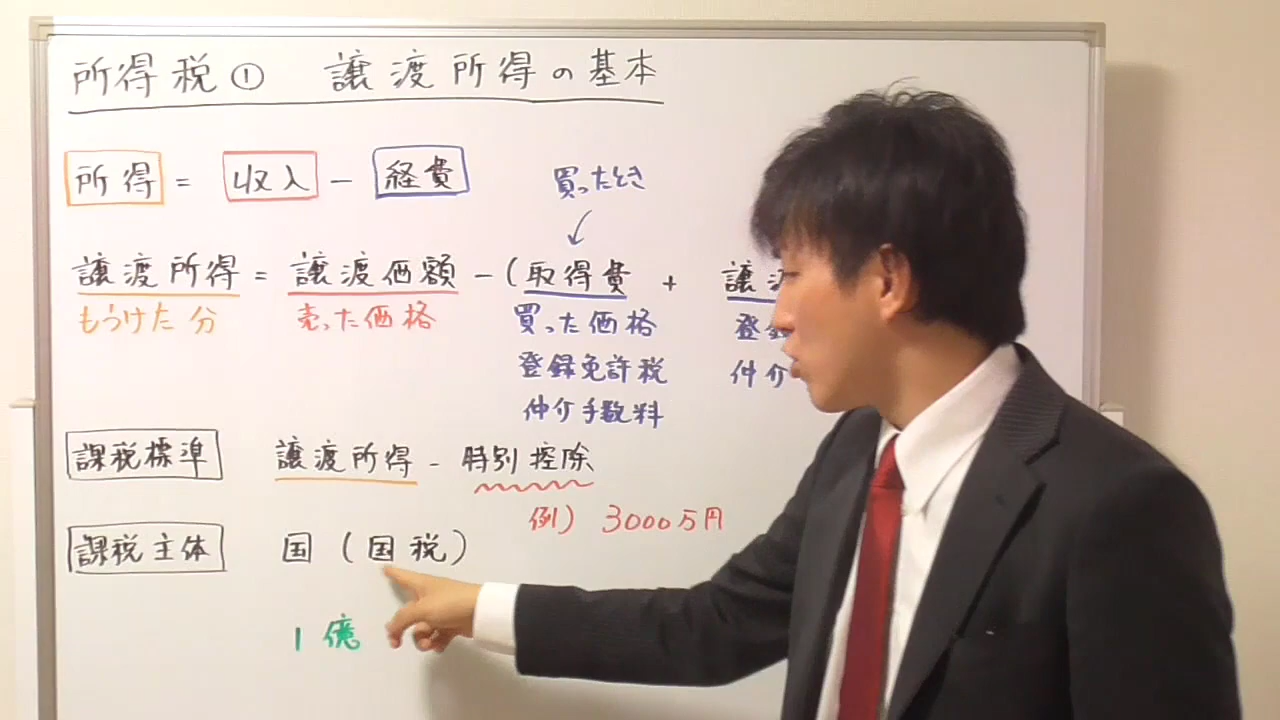 所得税① 譲渡所得の基本
所得 = 収入 - 経費
買ったとき
譲渡所得 = 譲渡価額 - (取得費 + 譲
もうけた分 売った価格 買った価格 登
登録免許税 仲介
仲介手数料
課税標準 譲渡所得 - 特別控除
例) 3000万円
課税主体 国 (国税)
1億